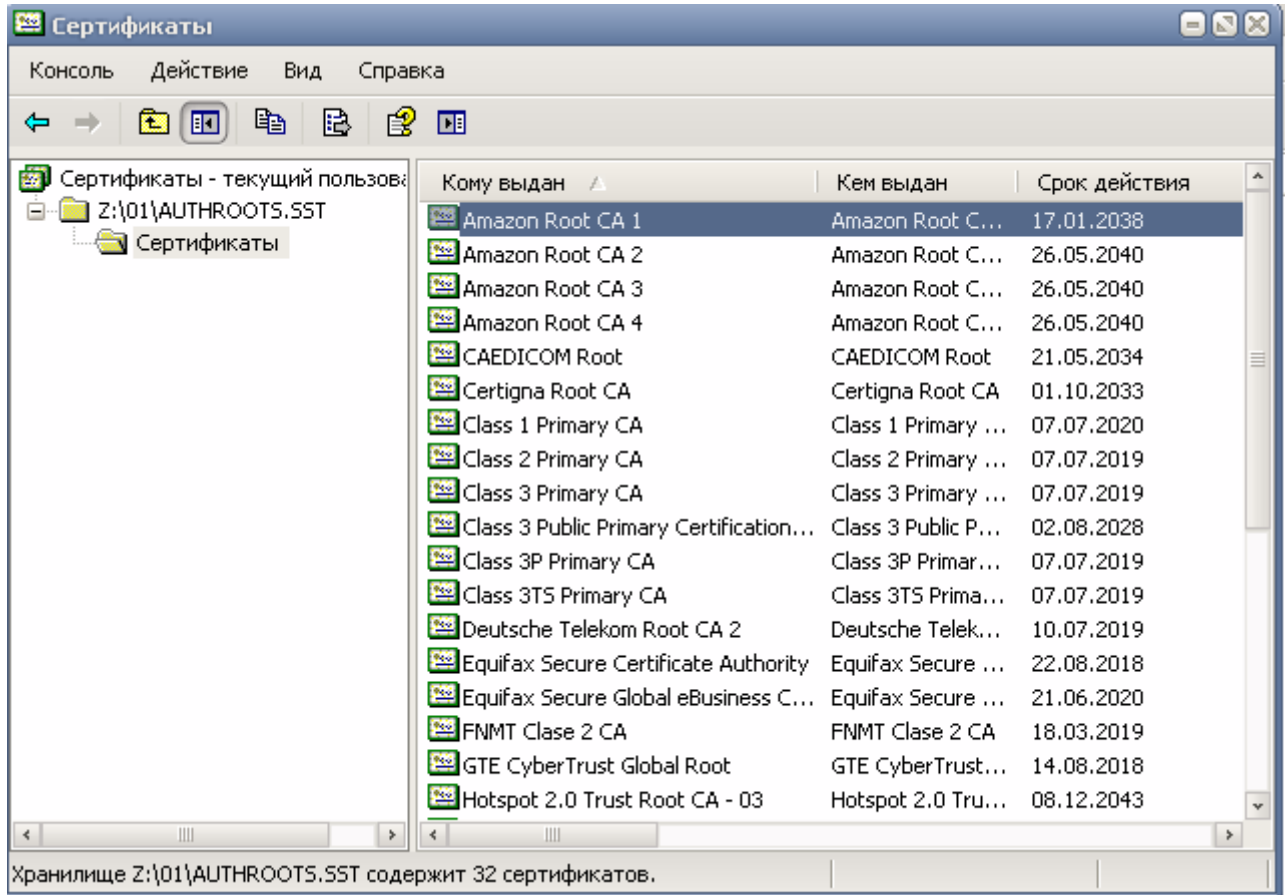 Сертификаты
Консоль Действие Вид Справка
Сертификаты - текущий пользова
Z:\01\AUTHROOTS.SST
Сертификаты
Кому выдан Кем выдан Срок действия
Amazon Root CA 1 Amazon Root C... 17.01.2038
Amazon Root CA 2 Amazon Root C... 26.05.2040
Amazon Root CA 3 Amazon Root C... 26.05.2040
Amazon Root CA 4 Amazon Root C... 26.05.2040
CAEDICOM Root CAEDICOM Root 21.05.2034
Certigna Root CA Certigna Root CA 01.10.2033
Class 1 Primary CA Class 1 Primary ... 07.07.2020
Class 2 Primary CA Class 2 Primary ... 07.07.2019
Class 3 Primary CA Class 3 Primary ... 07.07.2019
Class 3 Public Primary Certification... Class 3 Public P... 02.08.2028
Class 3P Primary CA Class 3P Primar... 07.07.2019
Class 3TS Primary CA Class 3TS Prima... 07.07.2019
Deutsche Telekom Root CA 2 Deutsche Telek... 10.07.2019
Equifax Secure Certificate Authority Equifax Secure ... 22.08.2018
Equifax Secure Global eBusiness C... Equifax Secure ... 21.06.2020
FNMT Clase 2 CA FNMT Clase 2 CA 18.03.2019
GTE CyberTrust Global Root GTE CyberTrust... 14.08.2018
Hotspot 2.0 Trust Root CA - 03 Hotspot 2.0 Tru... 08.12.2043
Хранилище Z:\01\AUTHROOTS.SST содержит 32 сертификатов.